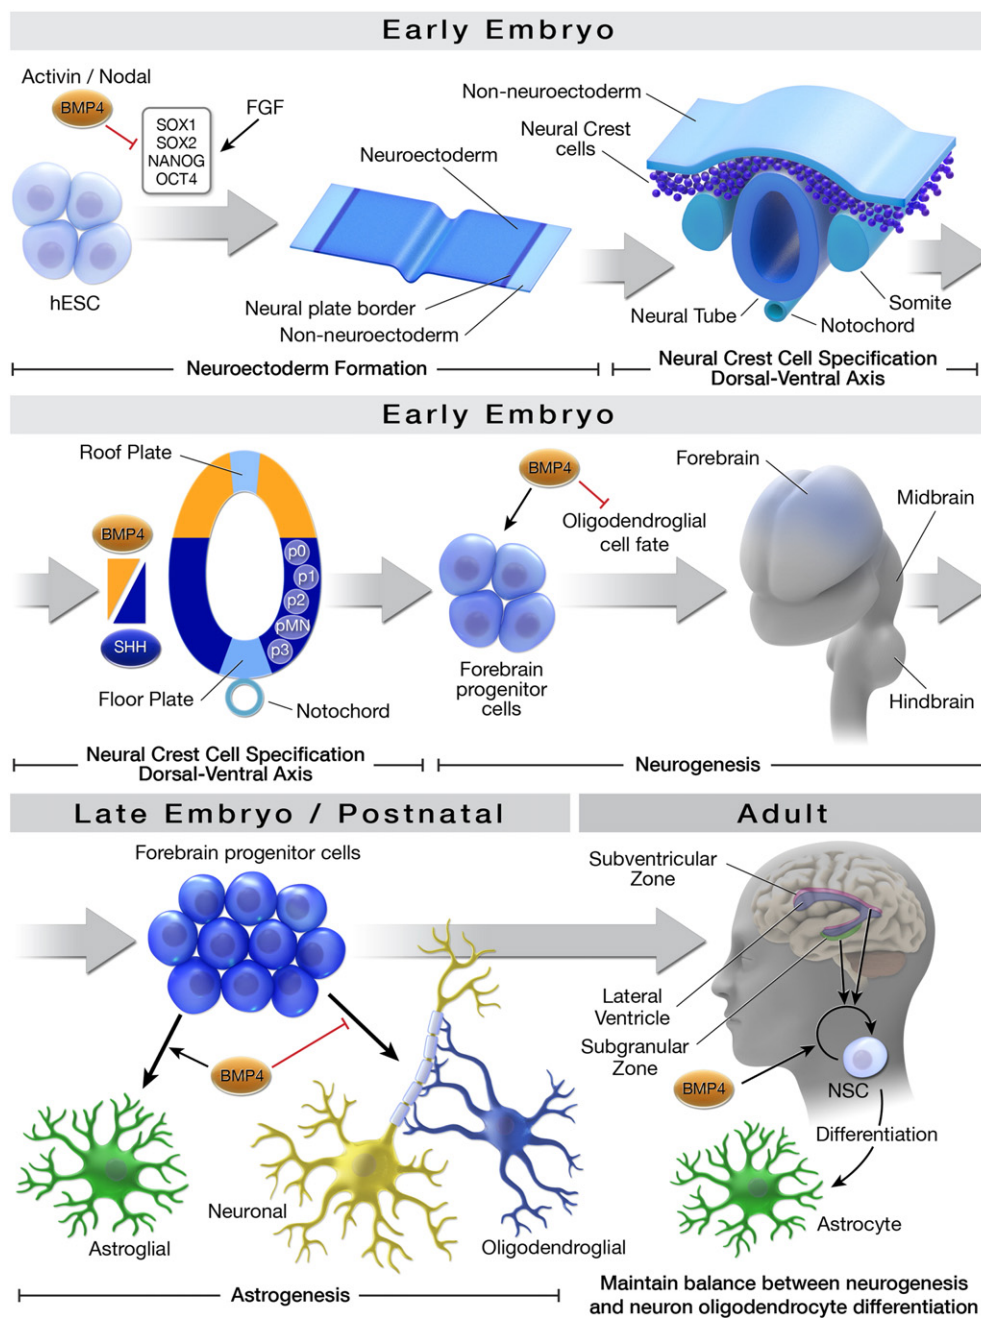 Early Embryo
Activin / Nodal
BMP4
SOX1
SOX2
NANOG
OCT4
FGF
hESC
Neuroectoderm
Neural plate border
Non-neuroectoderm
Non-neuroectoderm
Neural Crest
cells
Neural Tube
Notochord
Somite
Neuroectoderm Formation
Neural Crest Cell Specification
Dorsal-Ventral Axis
Early Embryo
Roof Plate
BMP4
SHH
p0
p1
p2
pMN
p3
Floor Plate
Notochord
BMP4
Oligodendroglial
cell fate
Forebrain
progenitor
cells
Forebrain
Midbrain
Hindbrain
Neural Crest Cell Specification
Dorsal-Ventral Axis
Neurogenesis
Late Embryo / Postnatal
Forebrain progenitor cells
BMP4
Astroglial
Neuronal
Oligodendroglial
Astrogenesis
Adult
Subventricular
Zone
Lateral
Ventricle
Subgranular
Zone
BMP4
NSC
Differentiation
Astrocyte
Maintain balance between neurogenesis
and neuron oligodendrocyte differentiation